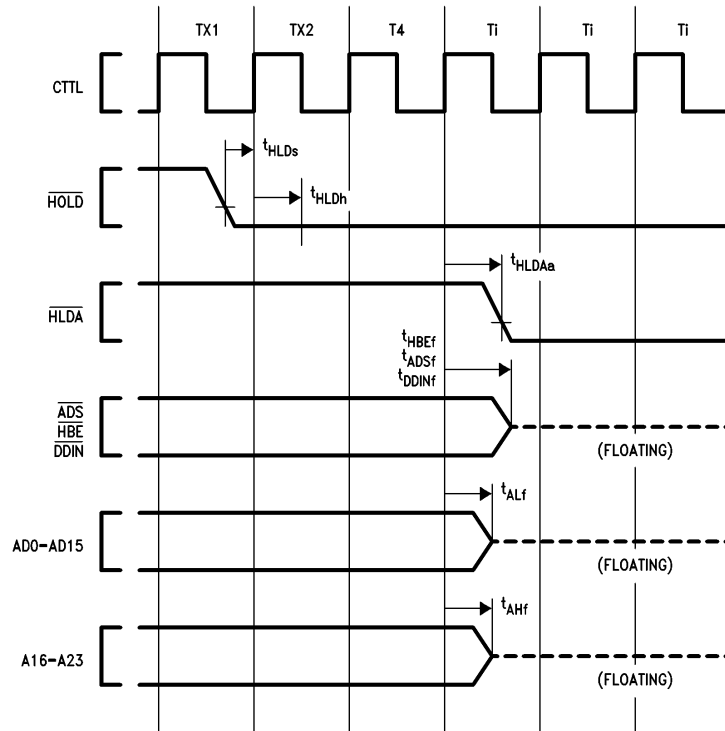 TX1 TX2 T4 Ti Ti Ti
CTTL
tHLDs
HOLD
tHLDh
tHLDAa
HLDA
tHBEf
tADSf
tDDINf
ADS
HBE
DDIN
(FLOATING)
tALf
AD0-AD15
(FLOATING)
tAHf
A16-A23
(FLOATING)